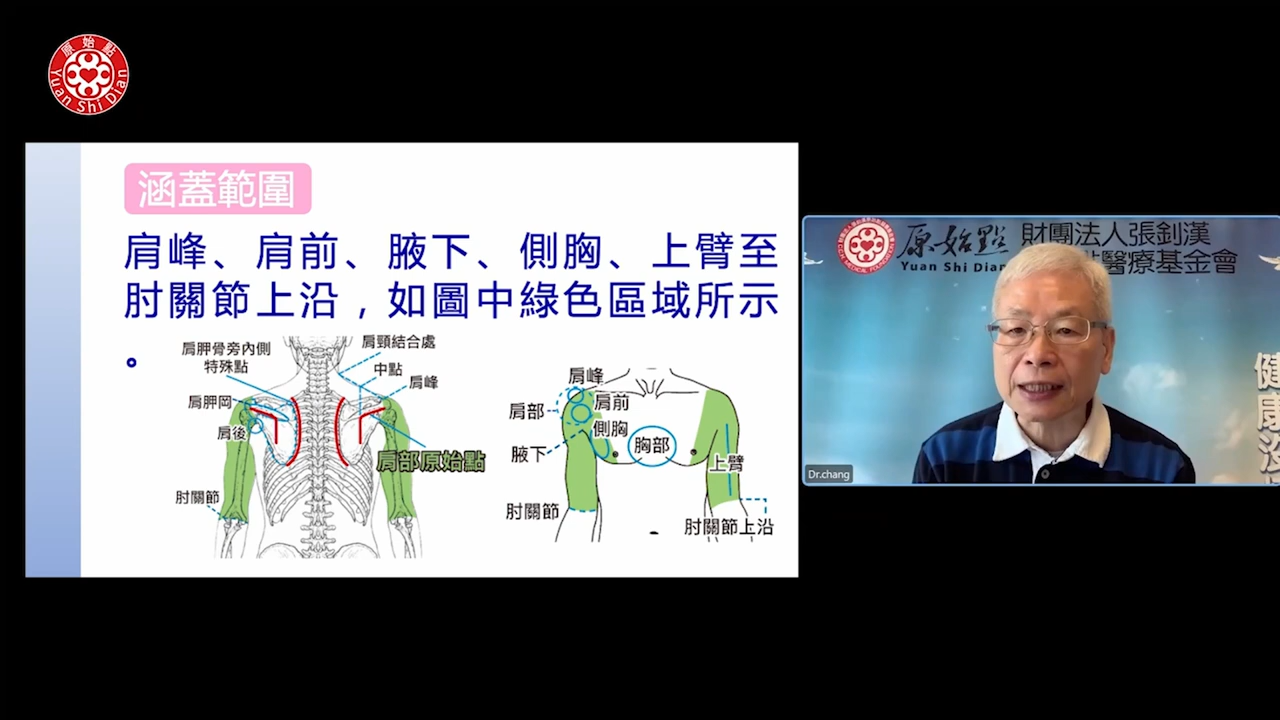 原始點
Yuan Shi Dian
涵蓋範圍
肩峰、肩前、腋下、側胸、上臂至
肘關節上沿，如圖中綠色區域所示
。
肩胛骨旁內側
特殊點
肩頸結合處
中點
肩峰
肩胛岡
肩後
肩部原始點
肘關節
肩峰
肩部
肩前
側胸
腋下
胸部
上臂
肘關節
肘關節上沿
原始點
Yuan Shi Dian
財團法人張釗漢
醫療基金會
健康沒
Dr.chang